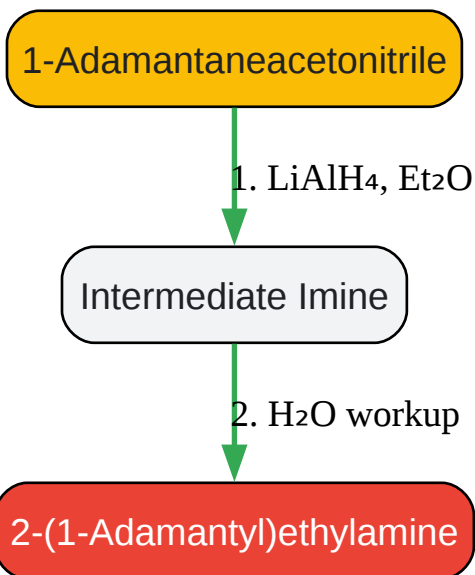 1-Adamantaneacetonitrile
1. LiAlH₄, Et₂O
Intermediate Imine
2. H₂O workup
2-(1-Adamantyl)ethylamine